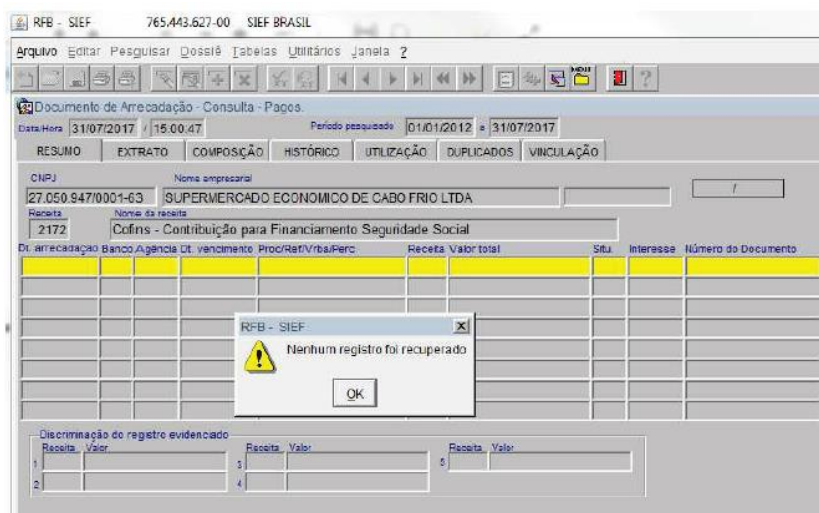 RFB - SIEF 765.443.627-00 SIEF BRASIL
Arquivo Editar Pesquisar Dossiê Tabelas Utilitários Janela ?
Documento de Arrecadação - Consulta - Pagos.
Data/Hora 31/07/2017 / 15:00:47 Período pesquisado 01/01/2012 a 31/07/2017
RESUMO EXTRATO COMPOSIÇÃO HISTÓRICO UTILIZAÇÃO DUPLICADOS VINCULAÇÃO
CNPJ Nome empresarial
27.050.947/0001-63 SUPERMERCADO ECONOMICO DE CABO FRIO LTDA /
Receita Nome da receita
2172 Cofins - Contribuição para Financiamento Seguridade Social
Dt. arrecadação Banco Agência Dt. vencimento Proc/Ref/Vrba/Perc Receita Valor total Situ. Interesse Número do Documento
RFB - SIEF
Nenhum registro foi recuperado
OK
Discriminação do registro evidenciado
Receita Valor Receita Valor Receita Valor
1 3 5
2 4